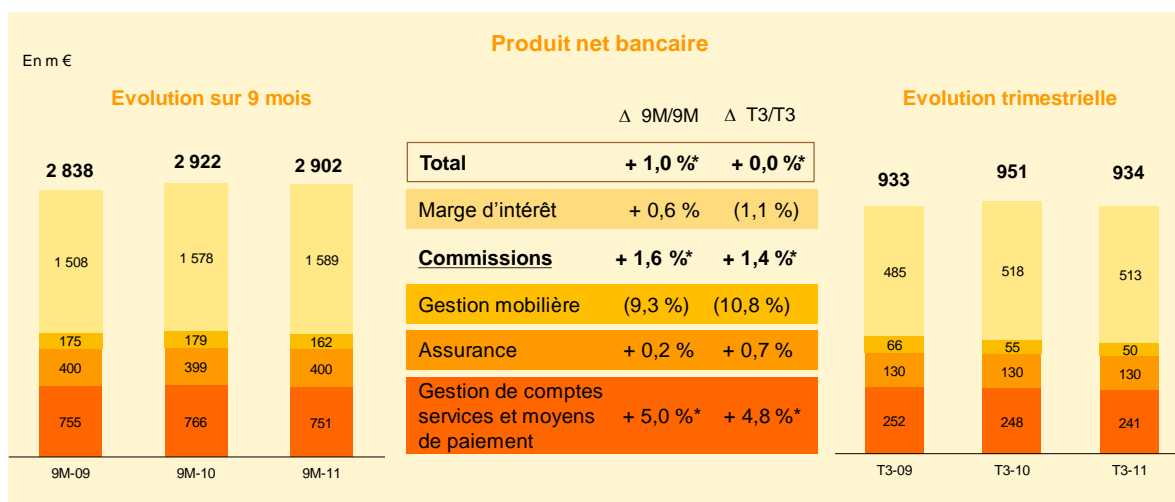 Produit net bancaire
En m €
Evolution sur 9 mois
2 838
2 922
2 902
1 508
1 578
1 589
175
179
162
400
399
400
755
766
751
9M-09
9M-10
9M-11
Δ 9M/9M Δ T3/T3
Total + 1,0 %* + 0,0 %*
Marge d'intérêt + 0,6 % (1,1 %)
Commissions + 1,6 %* + 1,4 %*
Gestion mobilière (9,3 %) (10,8 %)
Assurance + 0,2 % + 0,7 %
Gestion de comptes
services et moyens + 5,0 %* + 4,8 %*
de paiement
Evolution trimestrielle
933
951
934
485
518
513
66
55
50
130
130
130
252
248
241
T3-09
T3-10
T3-11